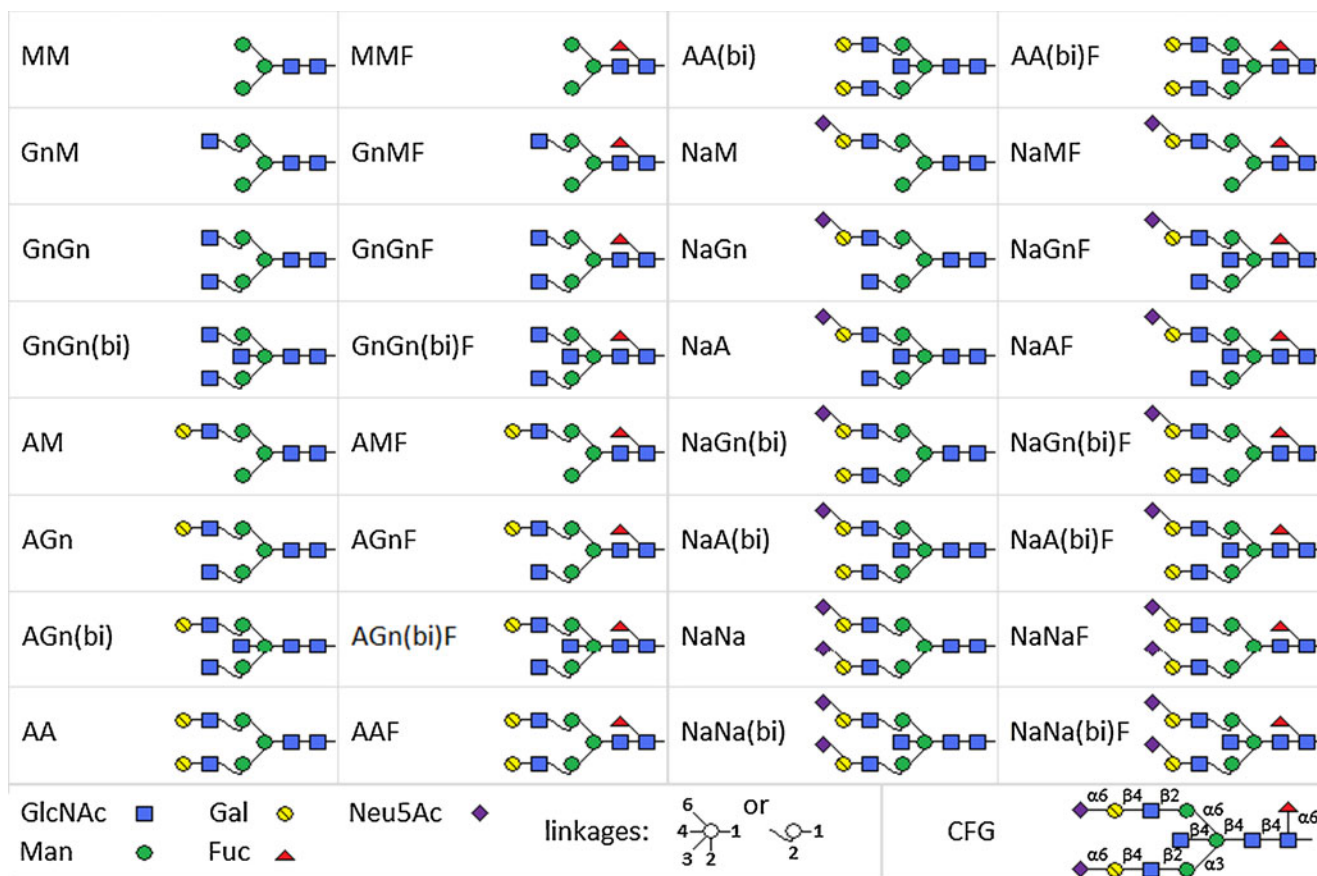 MM MMF AA(bi) AA(bi)F
GnM GnMF NaM NaMF
GnGn GnGnF NaGn NaGnF
GnGn(bi) GnGn(bi)F NaA NaAF
AM AMF NaGn(bi) NaGn(bi)F
AGn AGnF NaA(bi) NaA(bi)F
AGn(bi) AGn(bi)F NaNa NaNaF
AA AAF NaNa(bi) NaNa(bi)F
GlcNAc Gal Neu5Ac
Man Fuc
linkages:
6 or
4 1 1
3 2 2
CFG
α6 β4 β2 α6
β4 β4 β4 α6
α6 β4 β2 α3